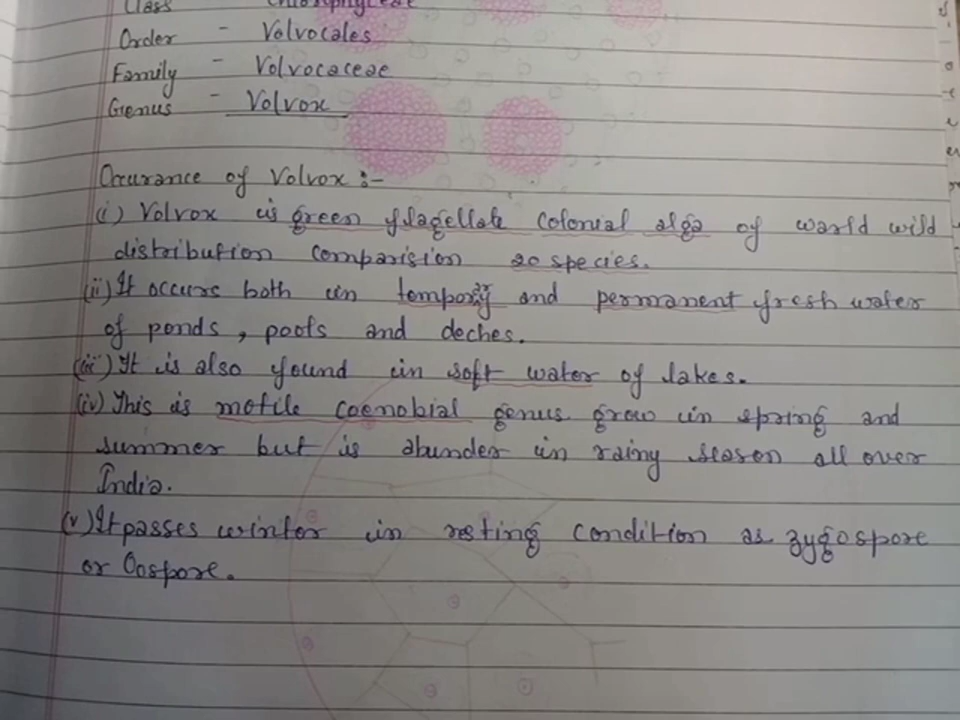 Class
Order - Volvocales
Family - Volvocaceae
Genus - Volvox
Occurance of Volvox :-
(i) Volvox is green flagellate colonial alga of world wild
distribution comparision 20 species.
(ii) It occurs both in temporary and permanent fresh water
of ponds, poots and deches.
(iii) It is also found in soft water of lakes.
(iv) This is motile coenobial genus grow in spring and
summer but is abunder in rainy season all over
India.
(v) It passes winter in resting condition as zygospore
or Oospore.